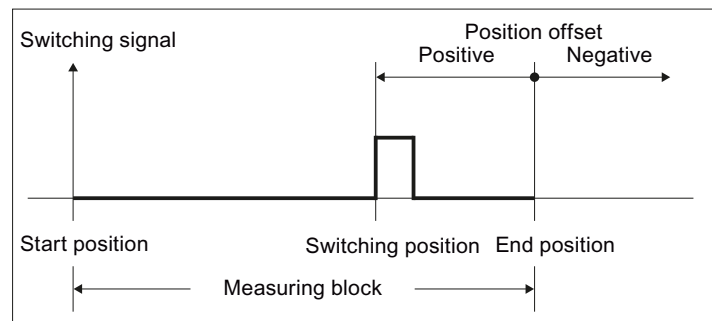 Position offset
Switching signal
Positive
Negative
Start position
Switching position
End position
Measuring block